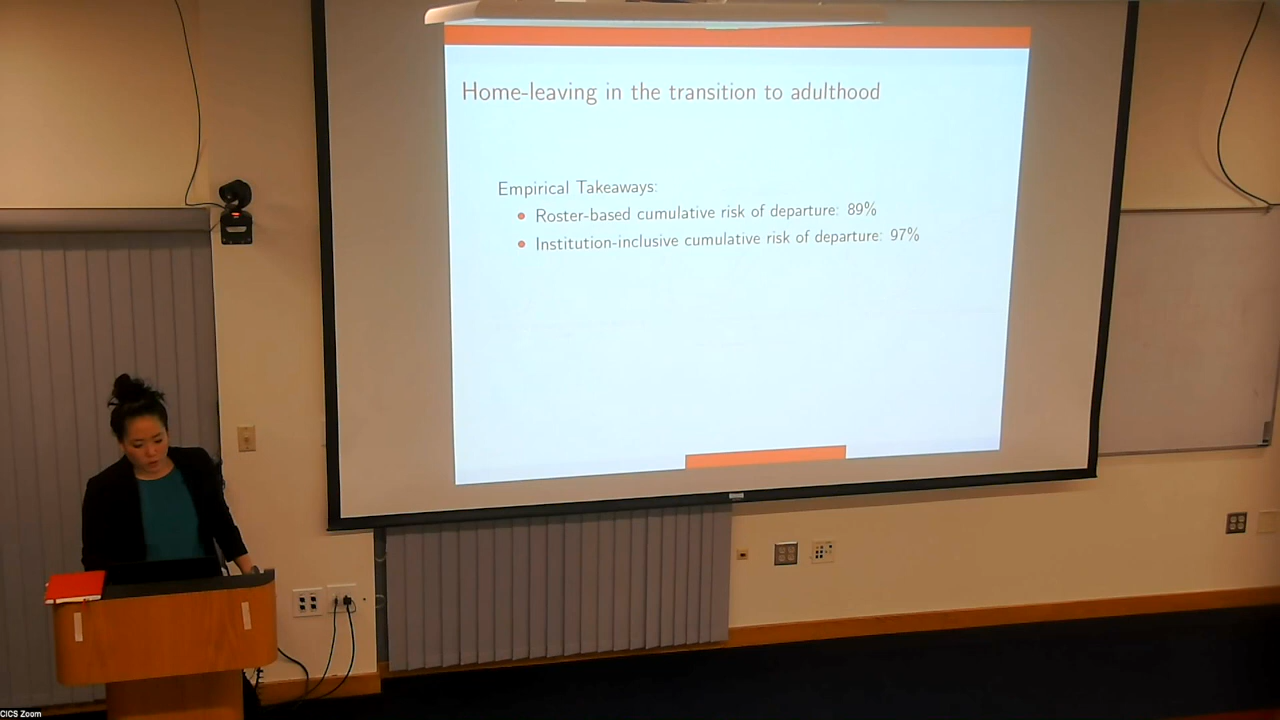 Home-leaving in the transition to adulthood
Empirical Takeaways:
Roster-based cumulative risk of departure: 89%
Institution-inclusive cumulative risk of departure: 97%
CICS Zoom